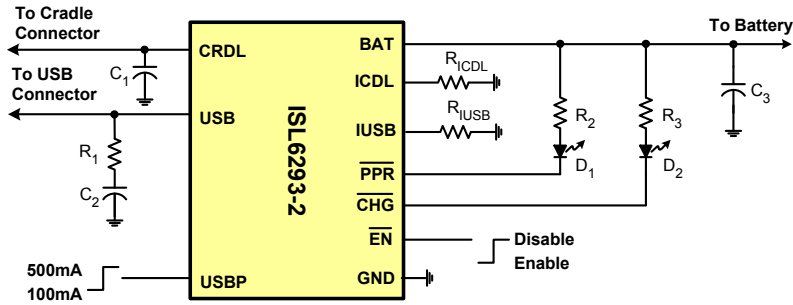 To Cradle
Connector
To USB
Connector
C1
R1
C2
500mA
100mA
CRDL
USB
USBP
ISL6293-2
BAT
ICDL
IUSB
PPR
CHG
EN
GND
RICDL
RIUSB
R2
D1
R3
D2
To Battery
C3
Disable
Enable